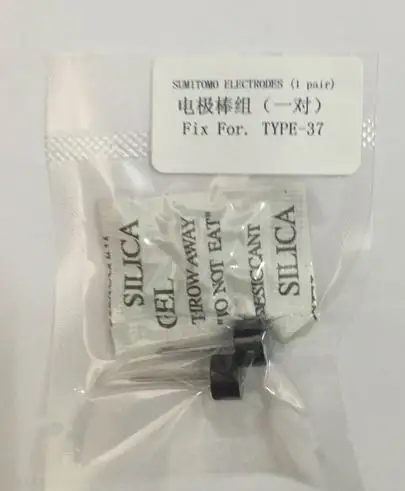 SUMITOMO ELECTRODES (1 pair)
电极棒组（一对）
Fix For. TYPE-37
SILICA
GEL
THROW AWAY
"DO NOT EAT"
DESICCANT
SILICA